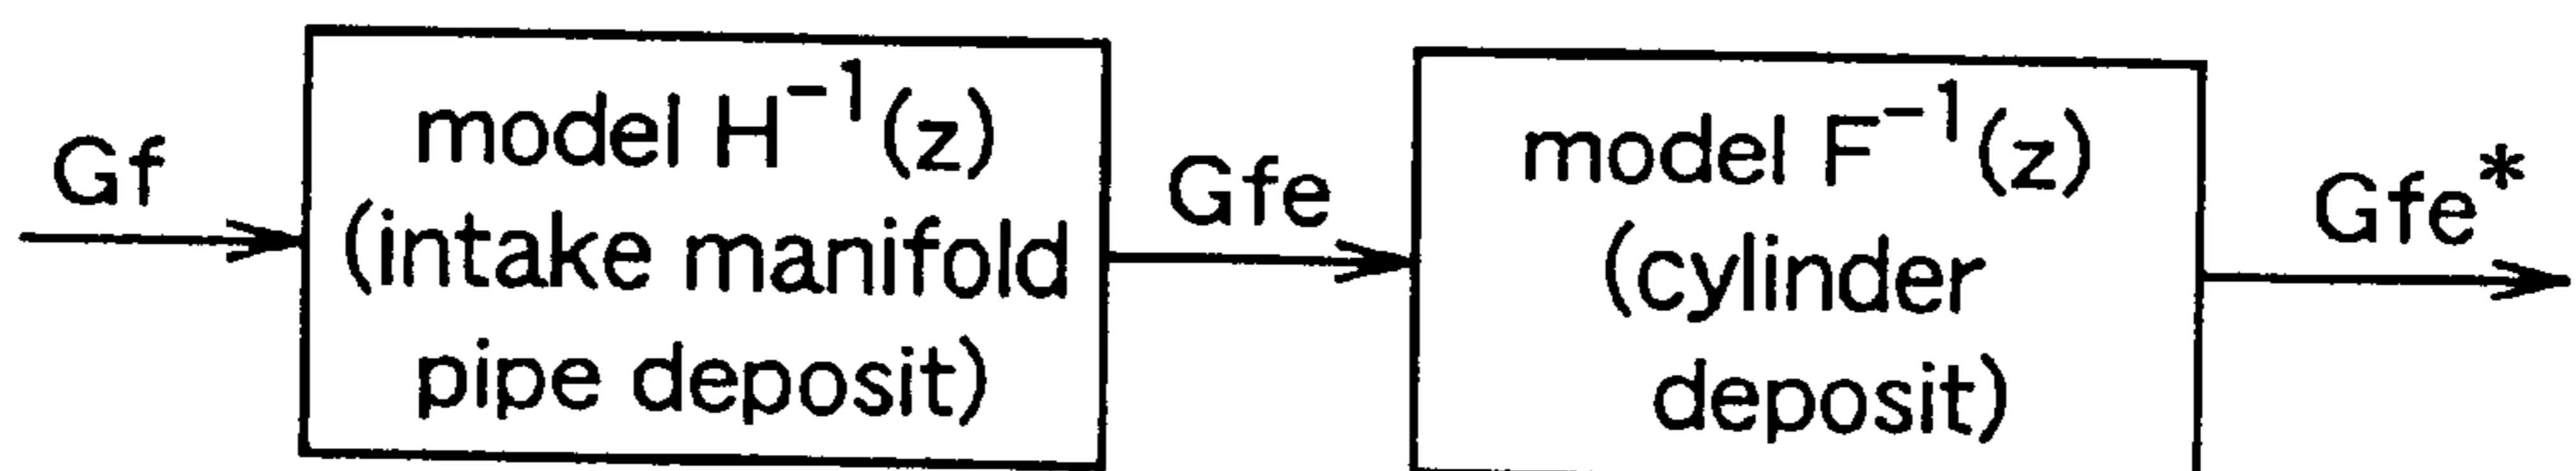 Gf
model H⁻¹(z)
(intake manifold
pipe deposit)
Gfe
model F⁻¹(z)
(cylinder
deposit)
Gfe*